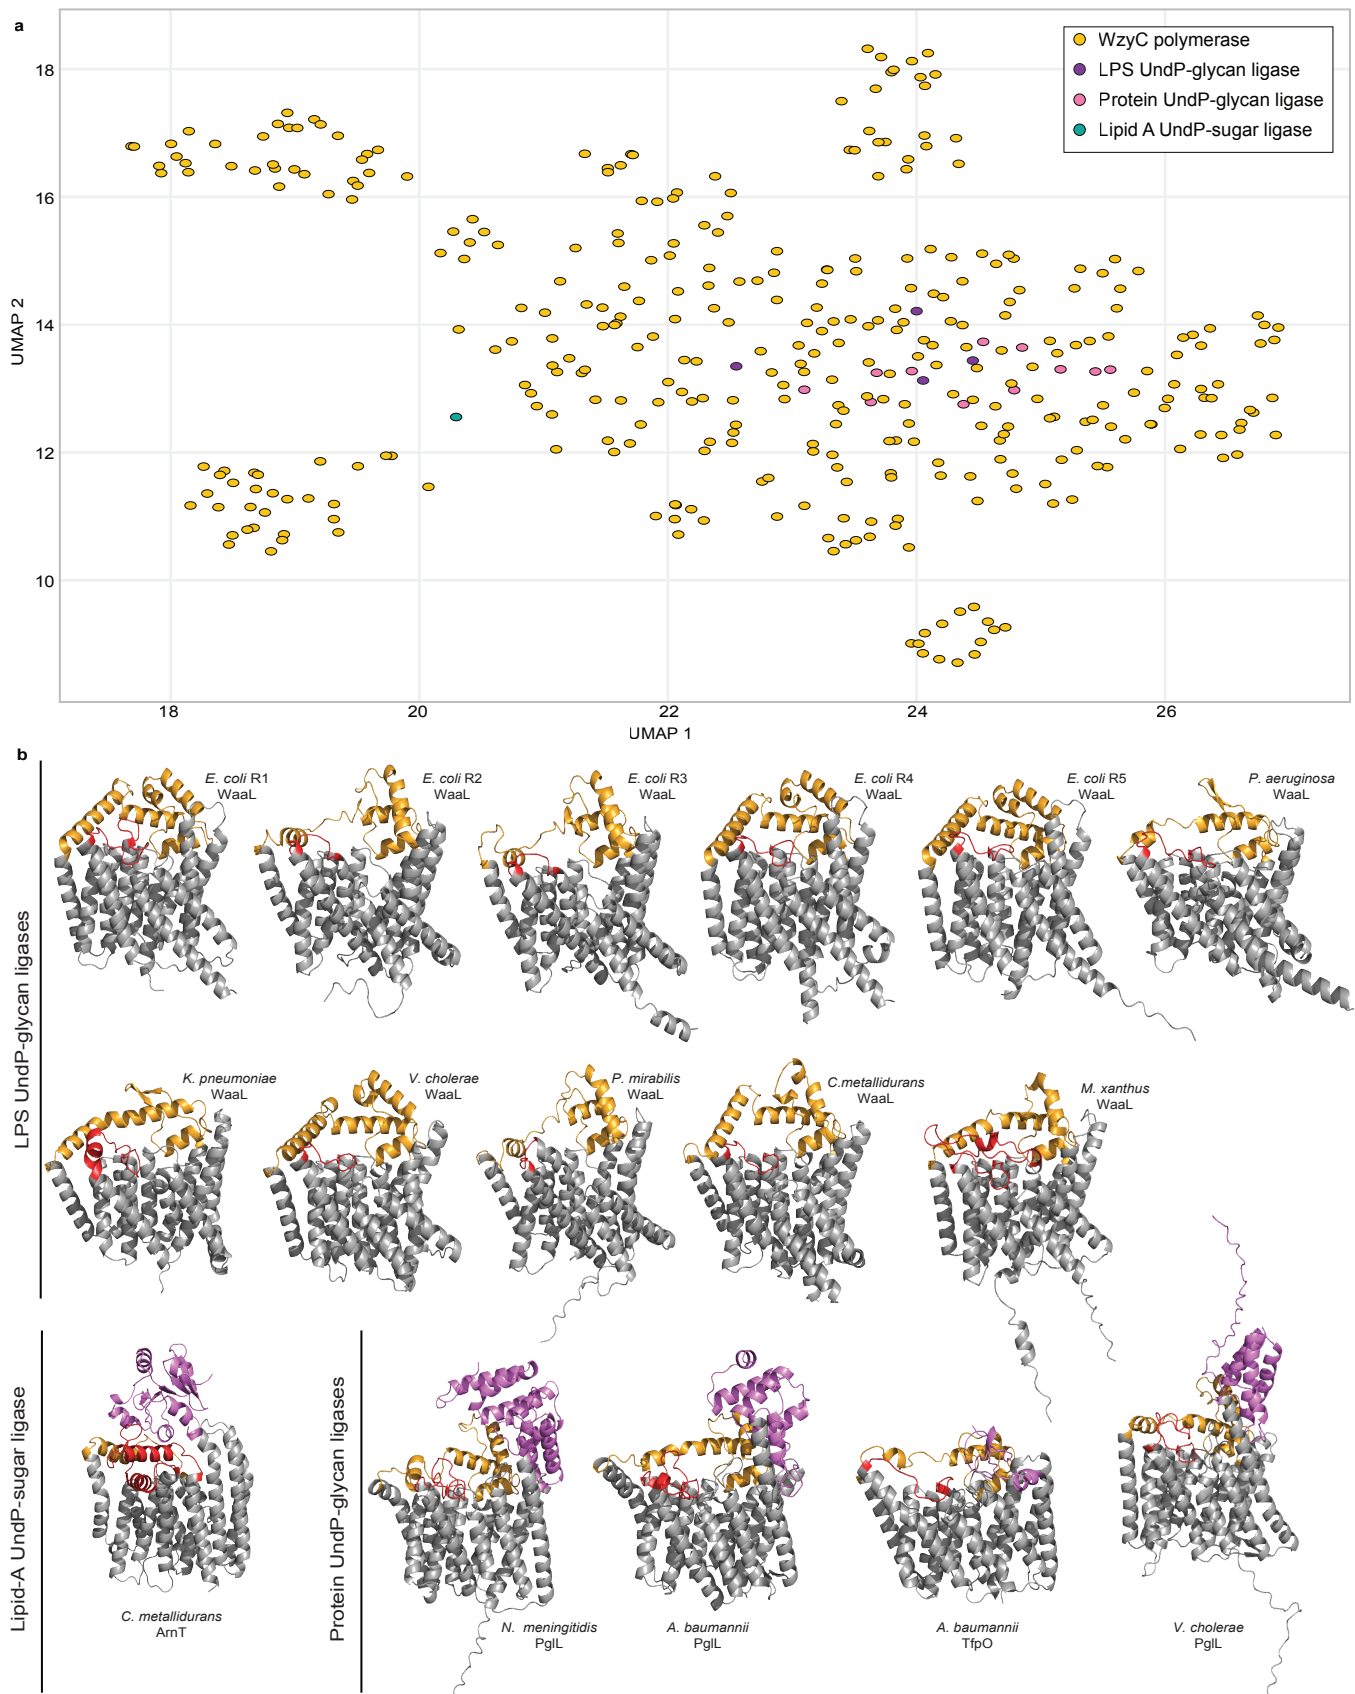 a
WzyC polymerase
LPS UndP-glycan ligase
Protein UndP-glycan ligase
Lipid A UndP-sugar ligase
18
16
14
12
10
UMAP 2
18
20
22
24
26
UMAP 1
b
LPS UndP-glycan ligases
E. coli R1
WaaL
E. coli R2
WaaL
E. coli R3
WaaL
E. coli R4
WaaL
E. coli R5
WaaL
P. aeruginosa
WaaL
K. pneumoniae
WaaL
V. cholerae
WaaL
P. mirabilis
WaaL
C.metallidurans
WaaL
M. xanthus
WaaL
Lipid-A UndP-sugar ligase
C. metallidurans
ArnT
Protein UndP-glycan ligases
N. meningitidis
PglL
A. baumannii
PglL
A. baumannii
TfpO
V. cholerae
PglL